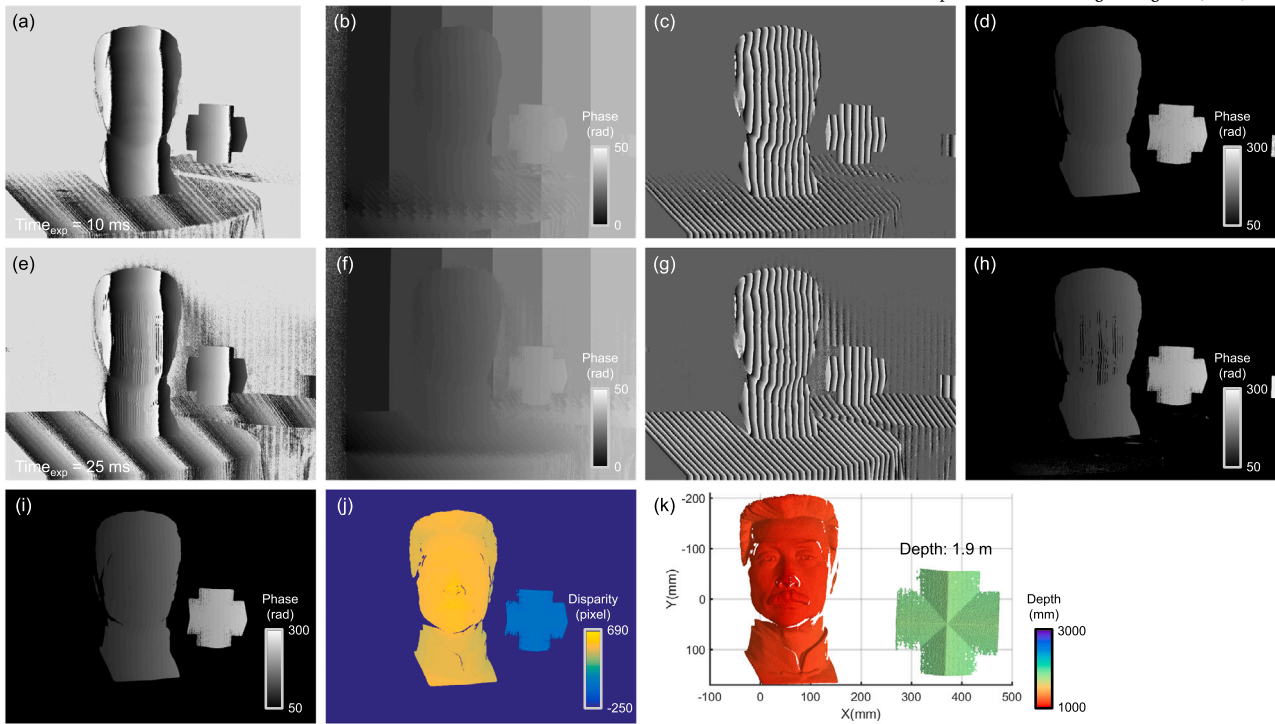 (a)
Time_exp = 10 ms
(b)
Phase
(rad)
50
0
(c)
(d)
Phase
(rad)
300
50
(e)
Time_exp = 25 ms
(f)
Phase
(rad)
50
0
(g)
(h)
Phase
(rad)
300
50
(i)
Phase
(rad)
300
50
(j)
Disparity
(pixel)
690
-250
(k)
Depth: 1.9 m
-200
-100
0
100
Y(mm)
-100
0
100
200
300
400
500
X(mm)
Depth
(mm)
3000
1000